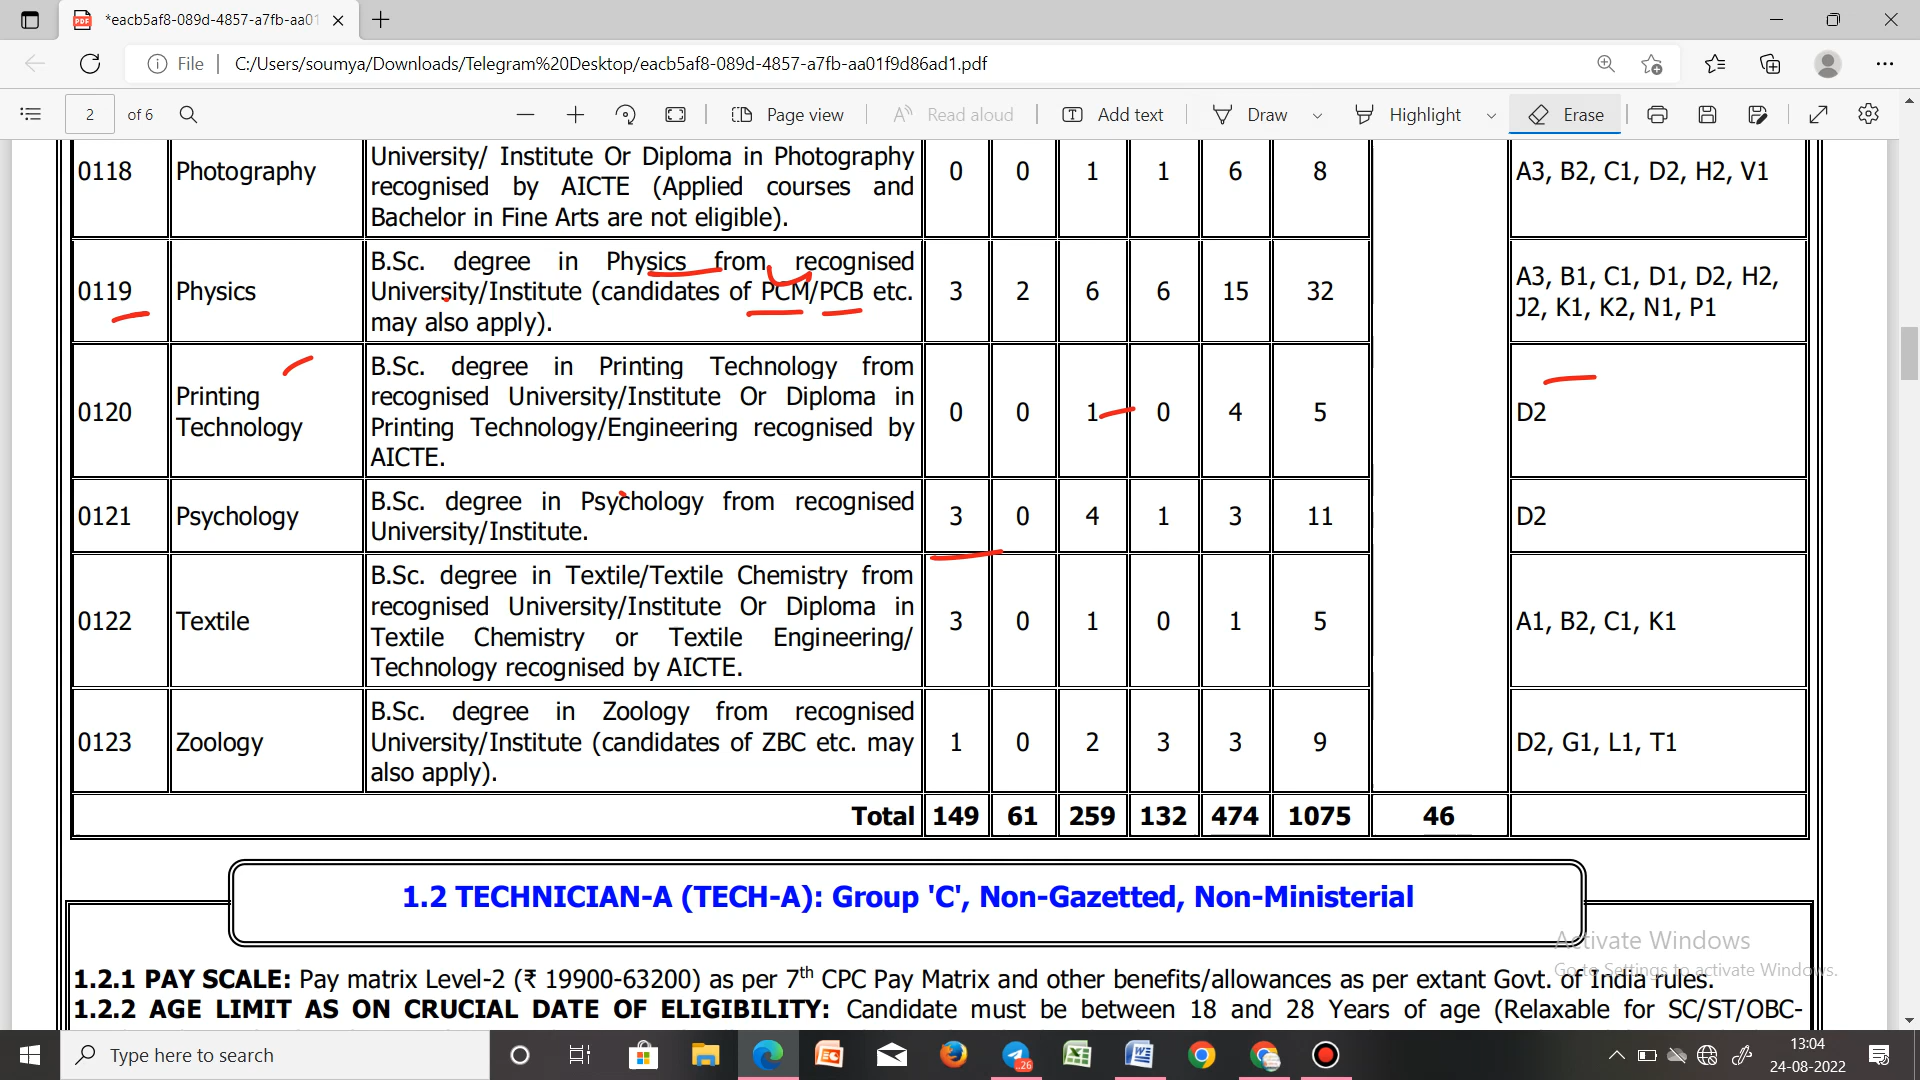 *eacb5af8-089d-4857-a7fb-aa01
File C:/Users/soumya/Downloads/Telegram%20Desktop/eacb5af8-089d-4857-a7fb-aa01f9d86ad1.pdf
2 of 6 Page view Read aloud Add text Draw Highlight Erase
0118 Photography University/ Institute Or Diploma in Photography 0 0 1 1 6 8 A3, B2, C1, D2, H2, V1
recognised by AICTE (Applied courses and
Bachelor in Fine Arts are not eligible).
0119 Physics B.Sc. degree in Physics from recognised 3 2 6 6 15 32 A3, B1, C1, D1, D2, H2,
University/Institute (candidates of PCM/PCB etc. J2, K1, K2, N1, P1
may also apply).
0120 Printing B.Sc. degree in Printing Technology from 0 0 1 0 4 5 D2
Technology recognised University/Institute Or Diploma in
Printing Technology/Engineering recognised by
AICTE.
0121 Psychology B.Sc. degree in Psychology from recognised 3 0 4 1 3 11 D2
University/Institute.
0122 Textile B.Sc. degree in Textile/Textile Chemistry from 3 0 1 0 1 5 A1, B2, C1, K1
recognised University/Institute Or Diploma in
Textile Chemistry or Textile Engineering/
Technology recognised by AICTE.
0123 Zoology B.Sc. degree in Zoology from recognised 1 0 2 3 3 9 D2, G1, L1, T1
University/Institute (candidates of ZBC etc. may
also apply).
Total 149 61 259 132 474 1075 46
1.2 TECHNICIAN-A (TECH-A): Group 'C', Non-Gazetted, Non-Ministerial
Activate Windows
Go to Settings to activate Windows.
1.2.1 PAY SCALE: Pay matrix Level-2 (₹ 19900-63200) as per 7th CPC Pay Matrix and other benefits/allowances as per extant Govt. of India rules.
1.2.2 AGE LIMIT AS ON CRUCIAL DATE OF ELIGIBILITY: Candidate must be between 18 and 28 Years of age (Relaxable for SC/ST/OBC-
Type here to search
..26
13:04
24-08-2022